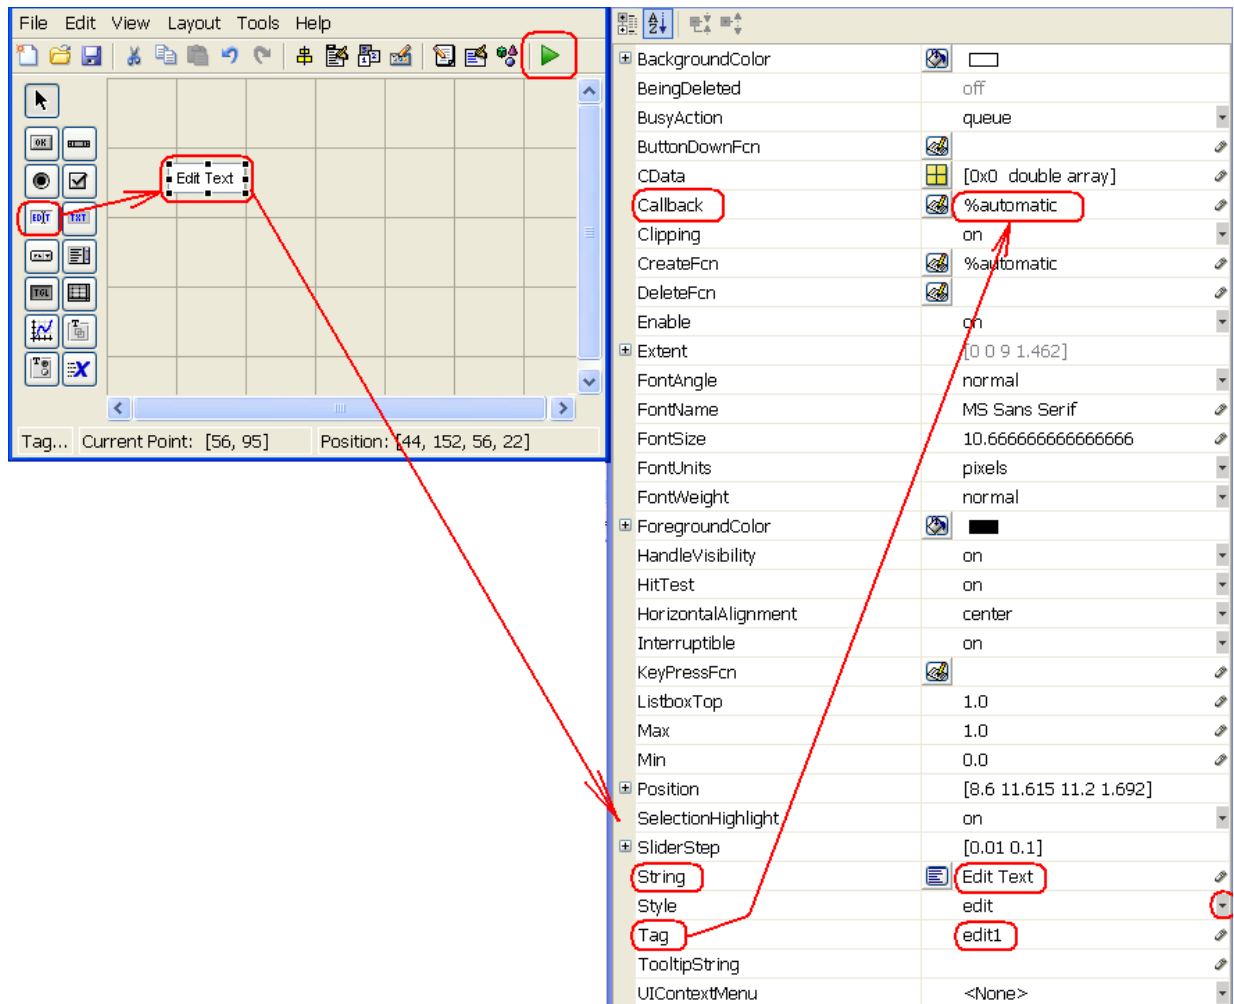 File Edit View Layout Tools Help
OK
Edit Text
EDIT TXT
TGL
Tag... Current Point: [56, 95] Position: [44, 152, 56, 22]
BackgroundColor
BeingDeleted off
BusyAction queue
ButtonDownFcn
CData [0x0 double array]
Callback %automatic
Clipping on
CreateFcn %automatic
DeleteFcn
Enable on
Extent [0 0 9 1.462]
FontAngle normal
FontName MS Sans Serif
FontSize 10.666666666666666
FontUnits pixels
FontWeight normal
ForegroundColor
HandleVisibility on
HitTest on
HorizontalAlignment center
Interruptible on
KeyPressFcn
ListboxTop 1.0
Max 1.0
Min 0.0
Position [8.6 11.615 11.2 1.692]
SelectionHighlight on
SliderStep [0.01 0.1]
String Edit Text
Style edit
Tag edit1
TooltipString
UIContextMenu <None>